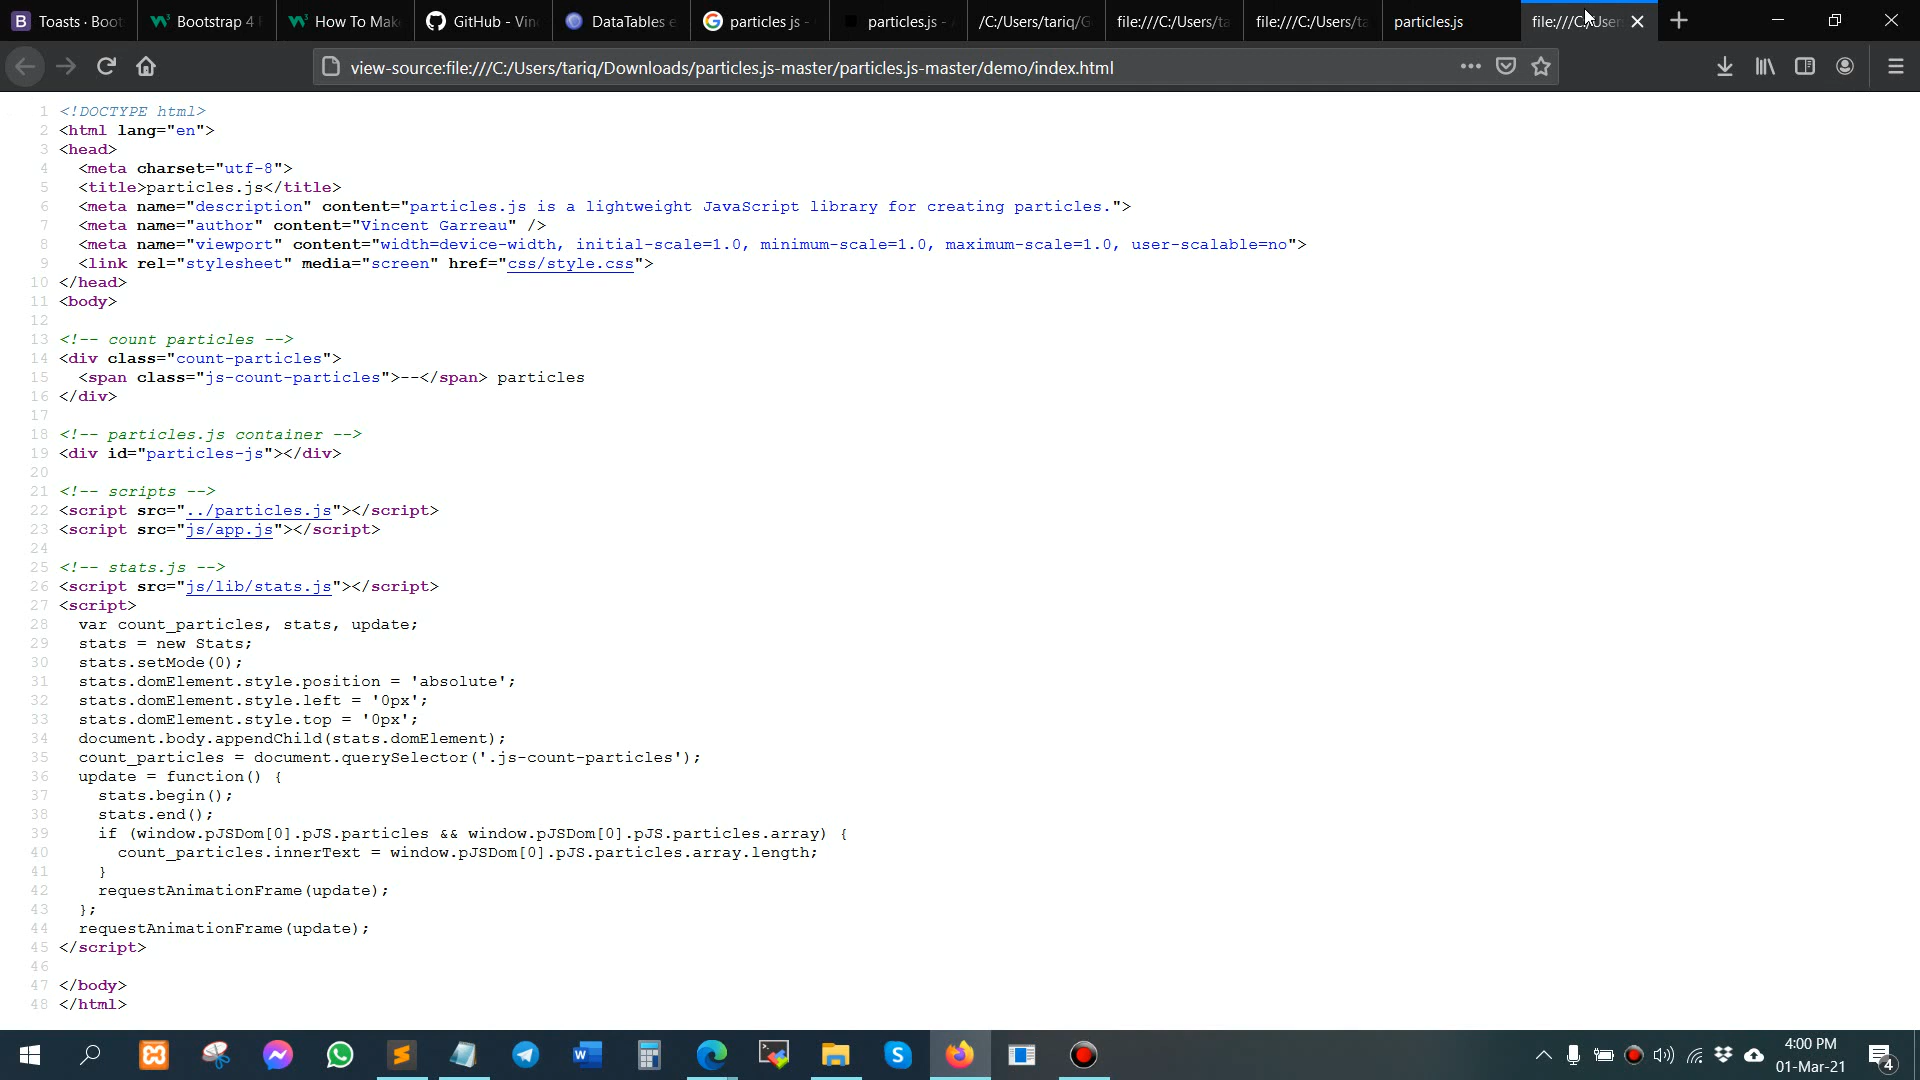 Toasts · Boot
Bootstrap 4
How To Mak
GitHub - Vin
DataTables e
particles js -
particles.js -
/C:/Users/tariq/G
file:///C:/Users/ta
file:///C:/Users/ta
particles.js
file:///C:/User
view-source:file:///C:/Users/tariq/Downloads/particles.js-master/particles.js-master/demo/index.html
1 <!DOCTYPE html>
2 <html lang="en">
3 <head>
4 <meta charset="utf-8">
5 <title>particles.js</title>
6 <meta name="description" content="particles.js is a lightweight JavaScript library for creating particles.">
7 <meta name="author" content="Vincent Garreau" />
8 <meta name="viewport" content="width=device-width, initial-scale=1.0, minimum-scale=1.0, maximum-scale=1.0, user-scalable=no">
9 <link rel="stylesheet" media="screen" href="css/style.css">
10 </head>
11 <body>
12
13 <!-- count particles -->
14 <div class="count-particles">
15 <span class="js-count-particles">--</span> particles
16 </div>
17
18 <!-- particles.js container -->
19 <div id="particles-js"></div>
20
21 <!-- scripts -->
22 <script src="../particles.js"></script>
23 <script src="js/app.js"></script>
24
25 <!-- stats.js -->
26 <script src="js/lib/stats.js"></script>
27 <script>
28 var count_particles, stats, update;
29 stats = new Stats;
30 stats.setMode(0);
31 stats.domElement.style.position = 'absolute';
32 stats.domElement.style.left = '0px';
33 stats.domElement.style.top = '0px';
34 document.body.appendChild(stats.domElement);
35 count_particles = document.querySelector('.js-count-particles');
36 update = function() {
37 stats.begin();
38 stats.end();
39 if (window.pJSDom[0].pJS.particles && window.pJSDom[0].pJS.particles.array) {
40 count_particles.innerText = window.pJSDom[0].pJS.particles.array.length;
41 }
42 requestAnimationFrame(update);
43 };
44 requestAnimationFrame(update);
45 </script>
46
47 </body>
48 </html>
4:00 PM
01-Mar-21
4